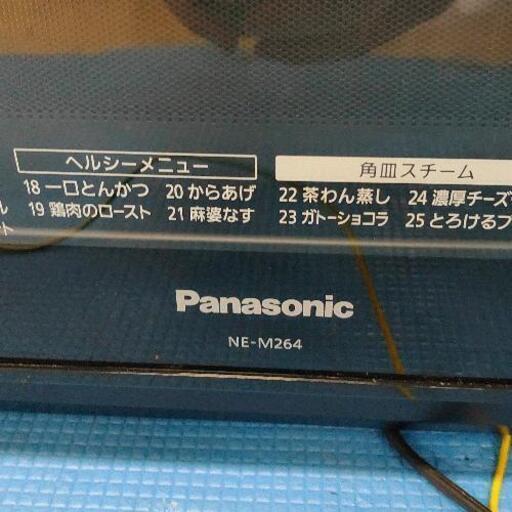 ヘルシーメニュー
角皿スチーム
18 一口とんかつ 20 からあげ
22 茶わん蒸し 24 濃厚チーズ
19 鶏肉のロースト 21 麻婆なす
23 ガトーショコラ 25 とろけるプ
Panasonic
NE-M264